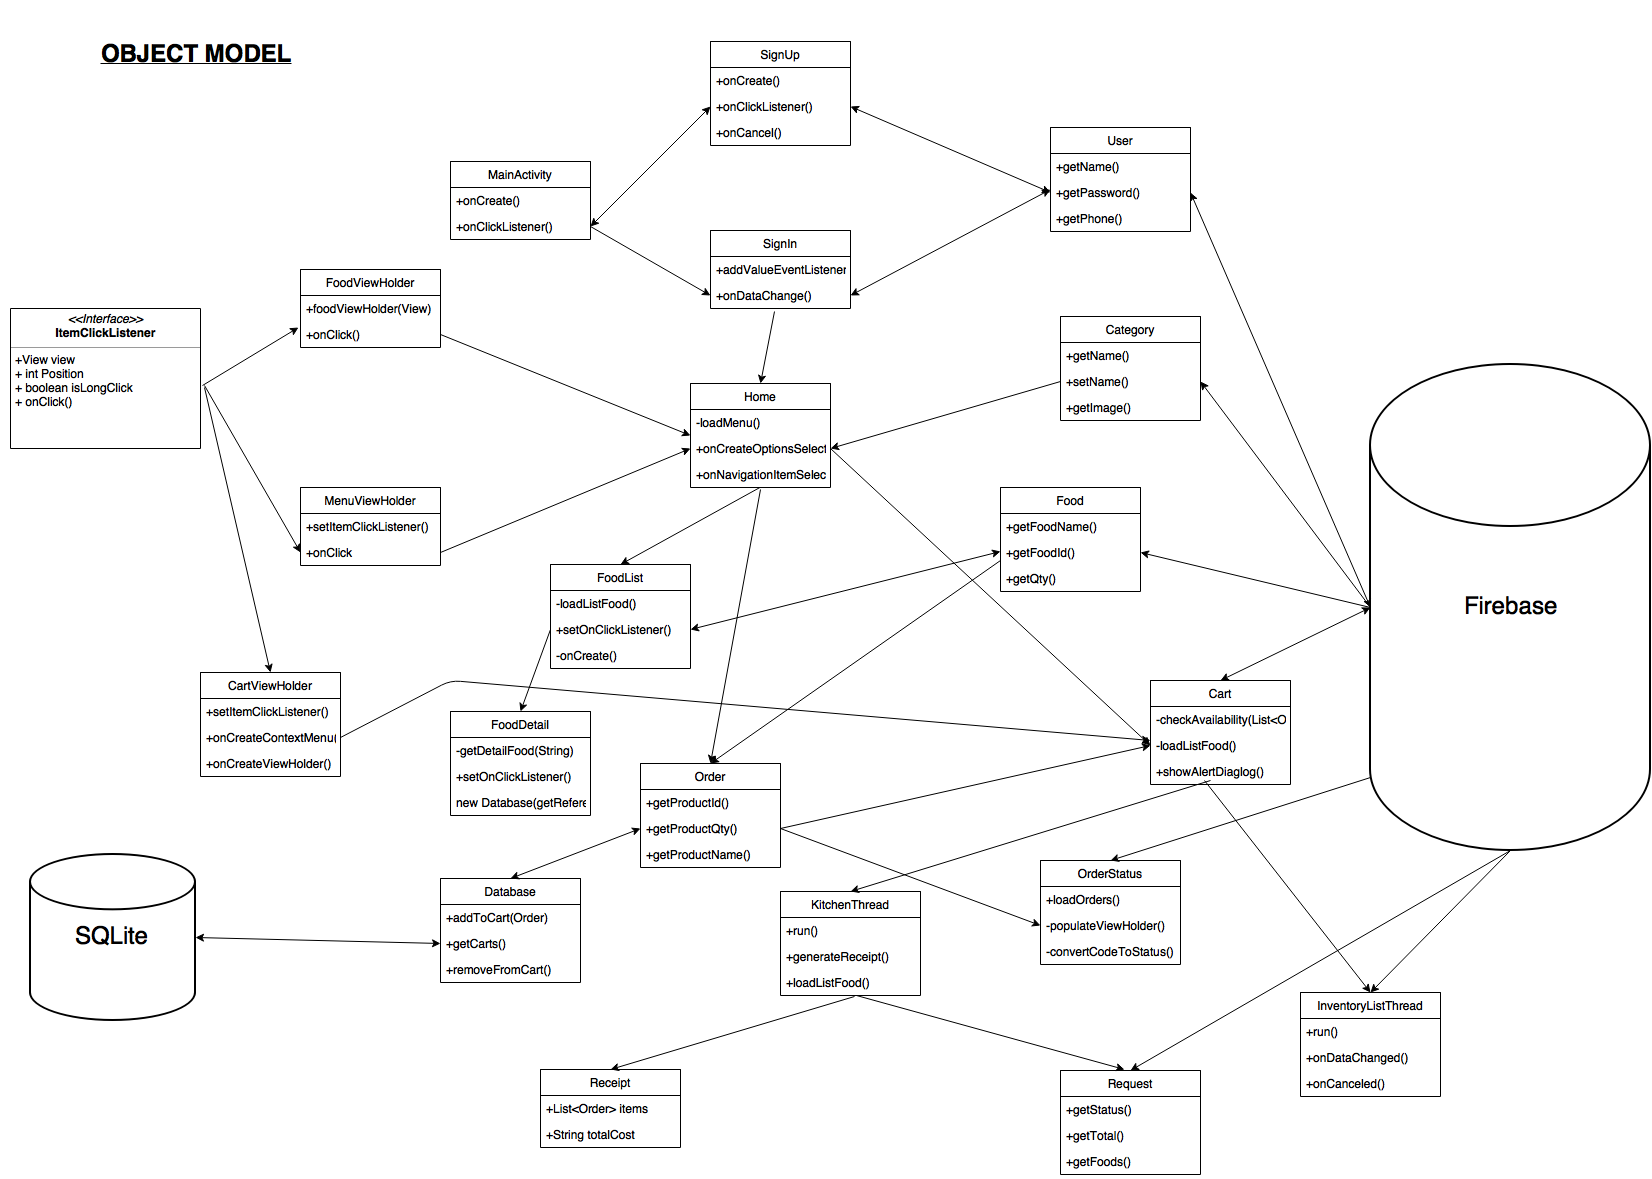 OBJECT MODEL
SignUp
+onCreate()
+onClickListener()
+onCancel()
User
+getName()
+getPassword()
+getPhone()
MainActivity
+onCreate()
+onClickListener()
SignIn
+addValueEventListener
+onDataChange()
FoodViewHolder
+foodViewHolder(View)
+onClick()
<<Interface>>
ItemClickListener
+View view
+ int Position
+ boolean isLongClick
+ onClick()
Category
+getName()
+setName()
+getImage()
Home
-loadMenu()
+onCreateOptionsSelect
+onNavigationItemSelec
MenuViewHolder
+setItemClickListener()
+onClick
Food
+getFoodName()
+getFoodId()
+getQty()
Firebase
FoodList
-loadListFood()
+setOnClickListener()
-onCreate()
CartViewHolder
+setItemClickListener()
+onCreateContextMenu(
+onCreateViewHolder()
Cart
-checkAvailability(List<O
-loadListFood()
+showAlertDiaglog()
FoodDetail
-getDetailFood(String)
+setOnClickListener()
new Database(getRefere
Order
+getProductId()
+getProductQty()
+getProductName()
SQLite
Database
+addToCart(Order)
+getCarts()
+removeFromCart()
KitchenThread
+run()
+generateReceipt()
+loadListFood()
OrderStatus
+loadOrders()
-populateViewHolder()
-convertCodeToStatus()
InventoryListThread
+run()
+onDataChanged()
+onCanceled()
Receipt
+List<Order> items
+String totalCost
Request
+getStatus()
+getTotal()
+getFoods()